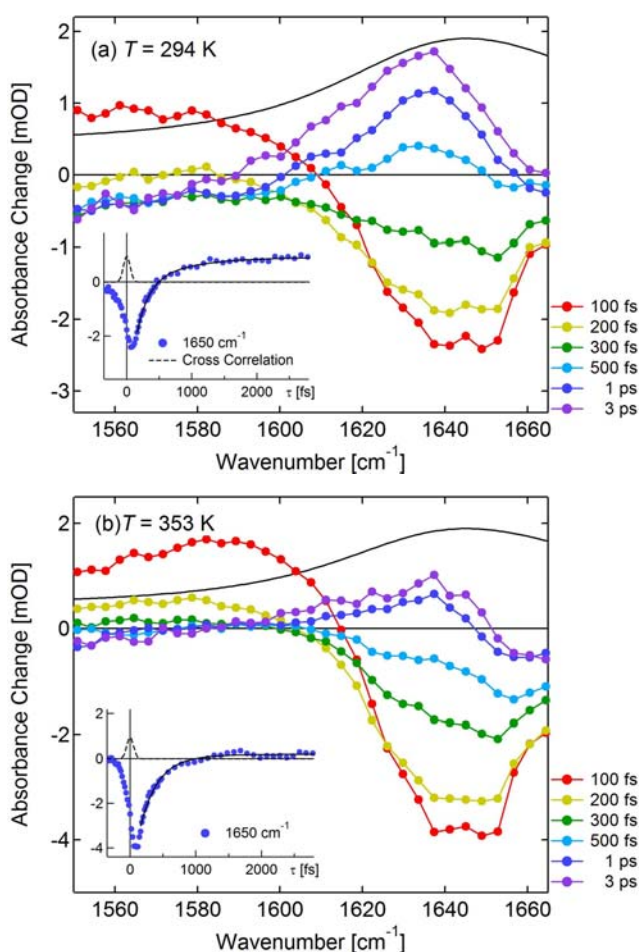 (a) T = 294 K
Absorbance Change [mOD]
2
1
0
-1
-2
-3
0
-2
1650 cm⁻¹
Cross Correlation
0
1000
2000
τ [fs]
100 fs
200 fs
300 fs
500 fs
1 ps
3 ps
1560
1580
1600
1620
1640
1660
Wavenumber [cm⁻¹]
(b) T = 353 K
Absorbance Change [mOD]
2
0
-2
-4
2
0
-2
-4
1650 cm⁻¹
0
1000
2000
τ [fs]
100 fs
200 fs
300 fs
500 fs
1 ps
3 ps
1560
1580
1600
1620
1640
1660
Wavenumber [cm⁻¹]